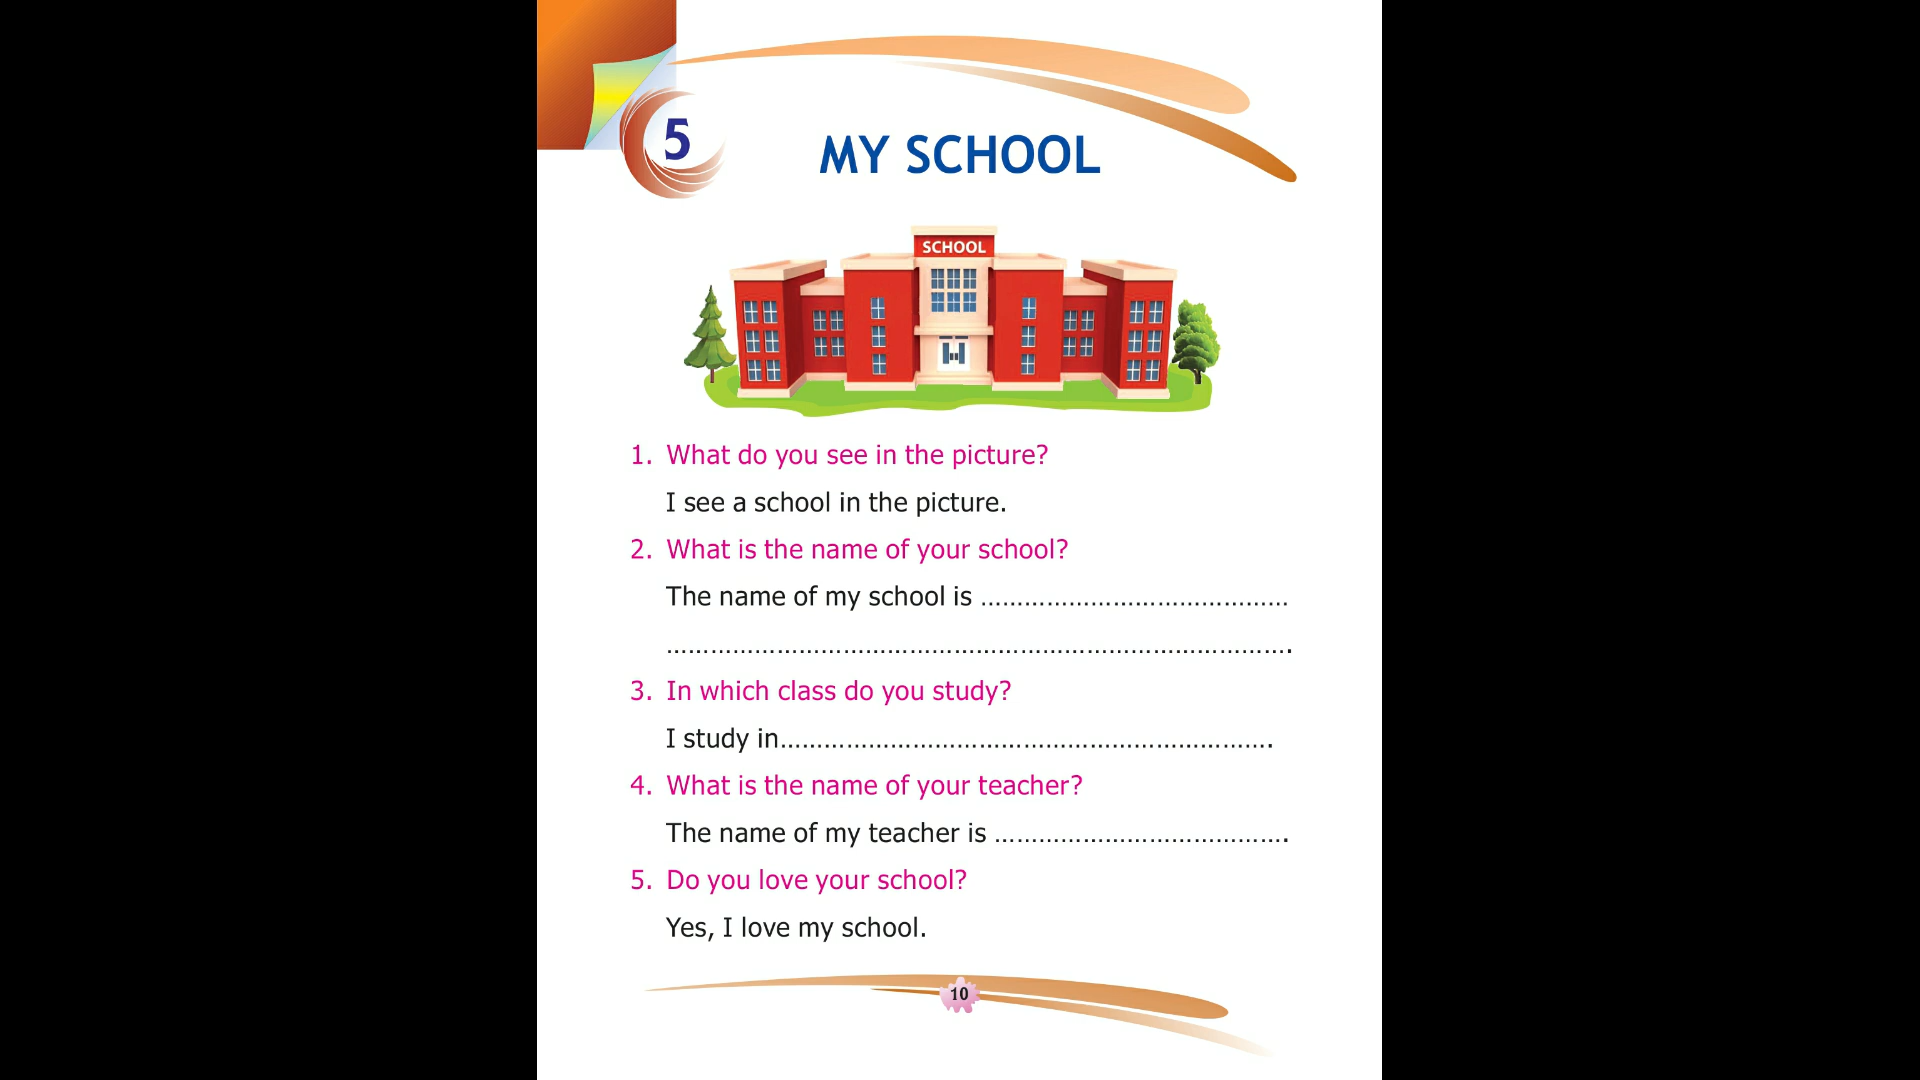 5
MY SCHOOL
SCHOOL
1. What do you see in the picture?
I see a school in the picture.
2. What is the name of your school?
The name of my school is ..........................................
.....................................................................................
3. In which class do you study?
I study in...................................................................
4. What is the name of your teacher?
The name of my teacher is ........................................
5. Do you love your school?
Yes, I love my school.
10